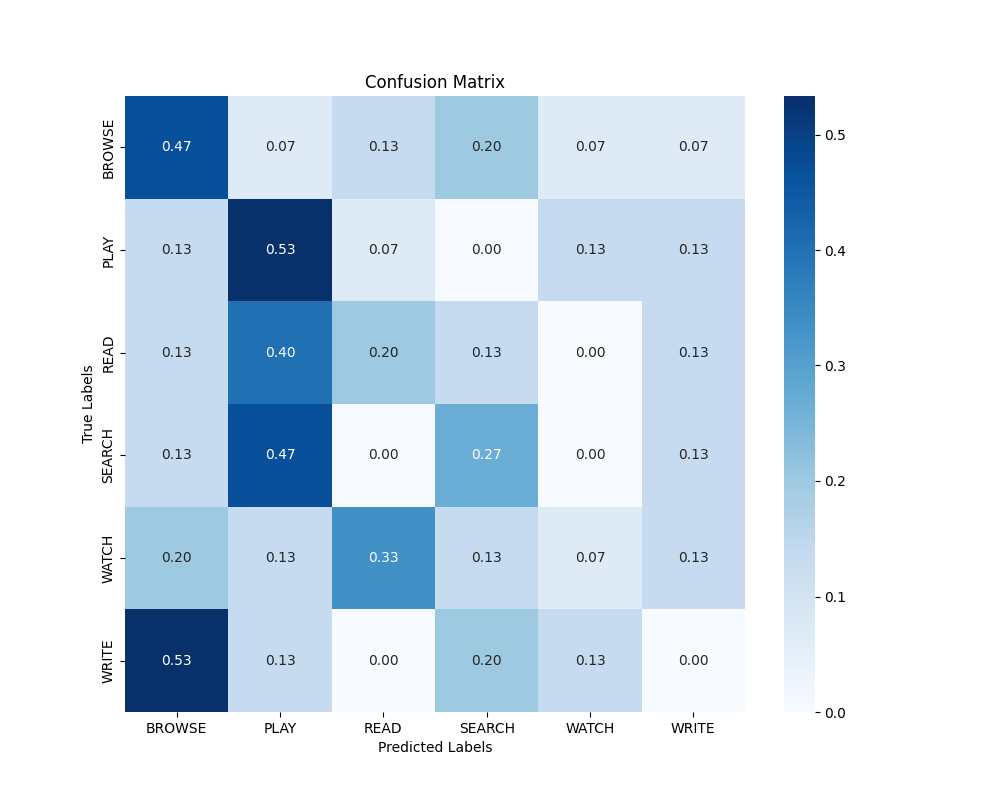 Confusion Matrix
True Labels
BROWSE 0.47 0.07 0.13 0.20 0.07 0.07
PLAY 0.13 0.53 0.07 0.00 0.13 0.13
READ 0.13 0.40 0.20 0.13 0.00 0.13
SEARCH 0.13 0.47 0.00 0.27 0.00 0.13
WATCH 0.20 0.13 0.33 0.13 0.07 0.13
WRITE 0.53 0.13 0.00 0.20 0.13 0.00
BROWSE PLAY READ SEARCH WATCH WRITE
Predicted Labels
0.5
0.4
0.3
0.2
0.1
0.0